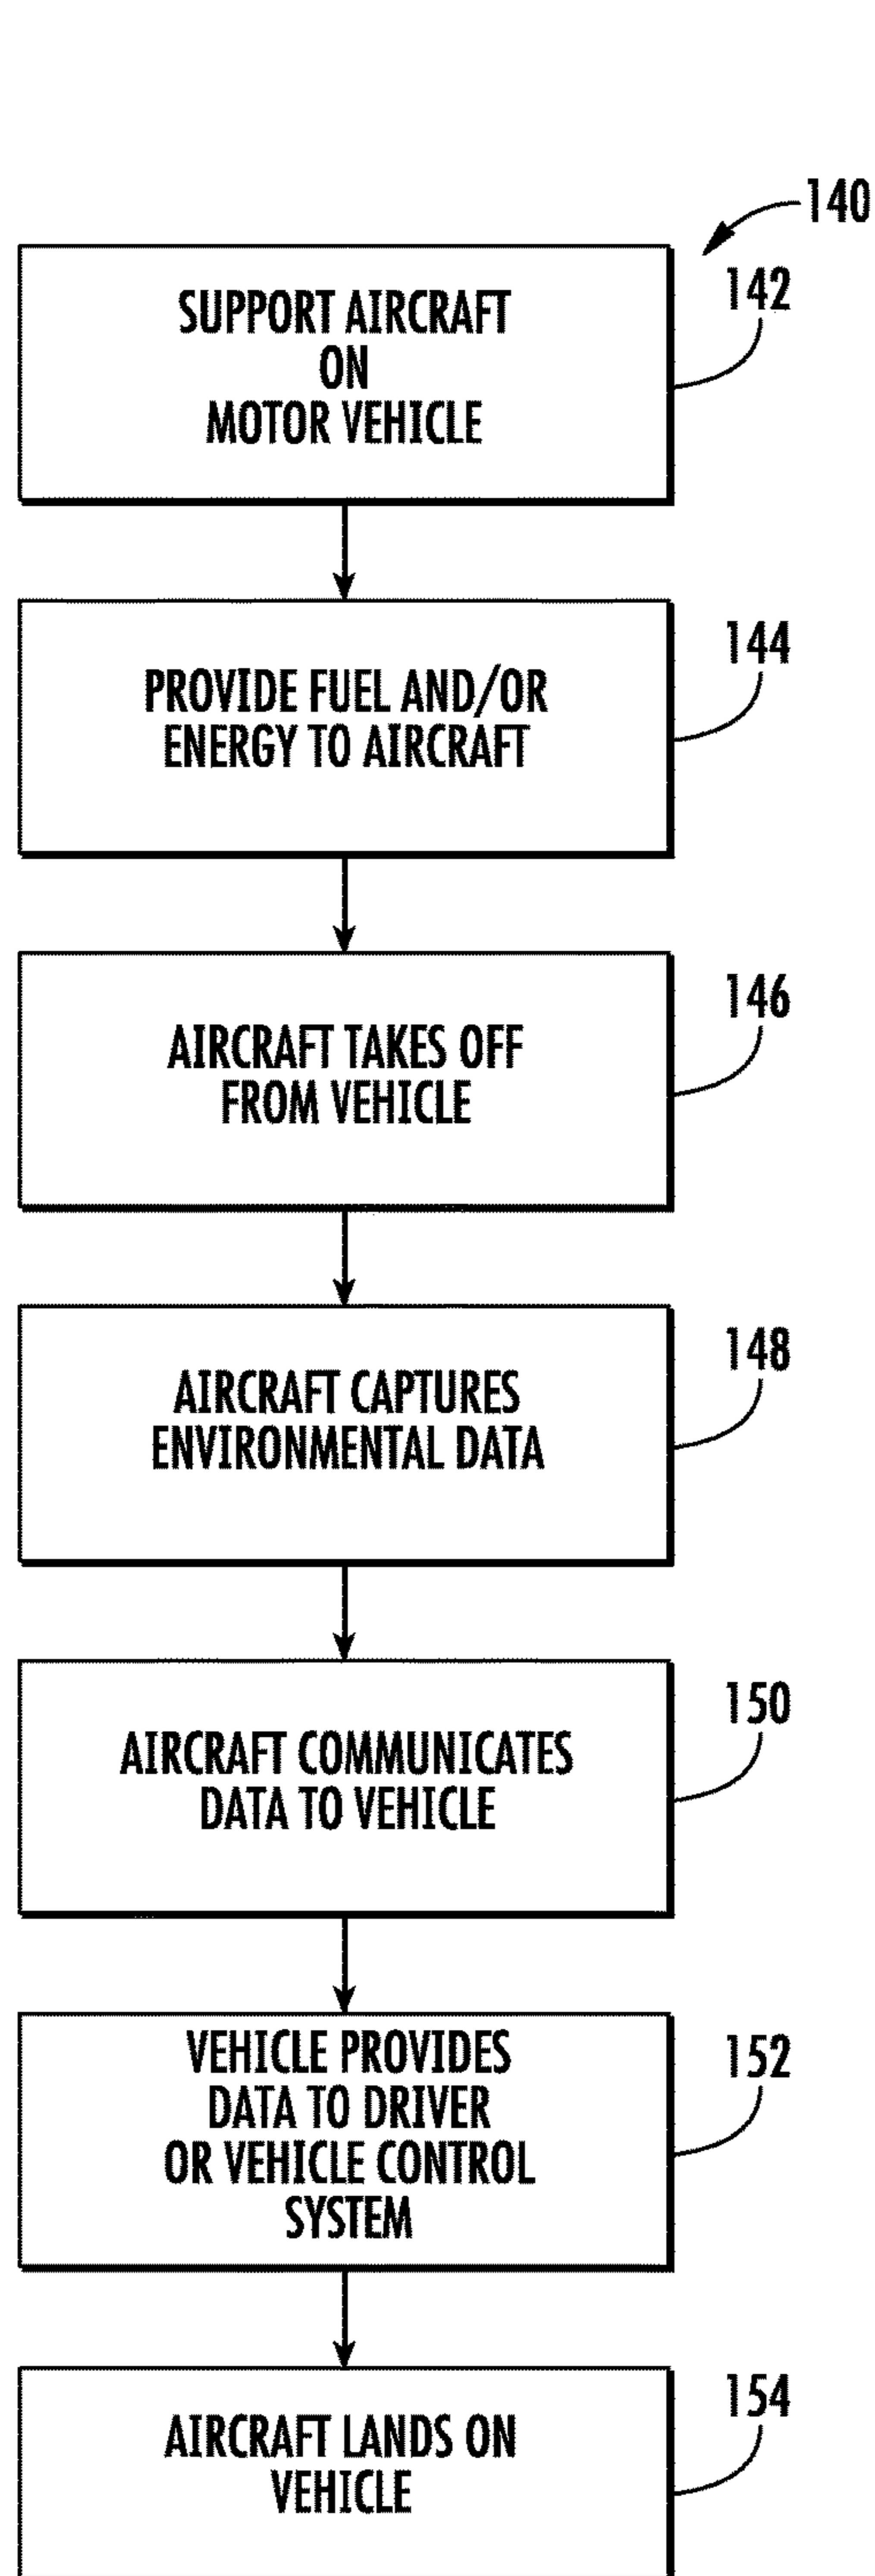 140
142
SUPPORT AIRCRAFT
ON
MOTOR VEHICLE
144
PROVIDE FUEL AND/OR
ENERGY TO AIRCRAFT
146
AIRCRAFT TAKES OFF
FROM VEHICLE
148
AIRCRAFT CAPTURES
ENVIRONMENTAL DATA
150
AIRCRAFT COMMUNICATES
DATA TO VEHICLE
152
VEHICLE PROVIDES
DATA TO DRIVER
OR VEHICLE CONTROL
SYSTEM
154
AIRCRAFT LANDS ON
VEHICLE